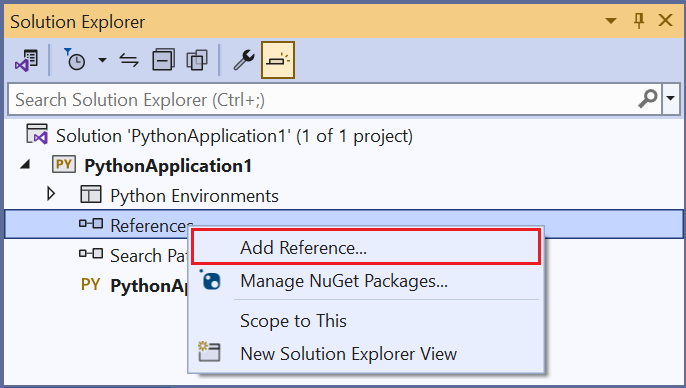 Solution Explorer
Search Solution Explorer (Ctrl+;)
Solution 'PythonApplication1' (1 of 1 project)
PY PythonApplication1
Python Environments
References
Add Reference...
Search Pat
Manage NuGet Packages...
PY PythonAp
Scope to This
New Solution Explorer View